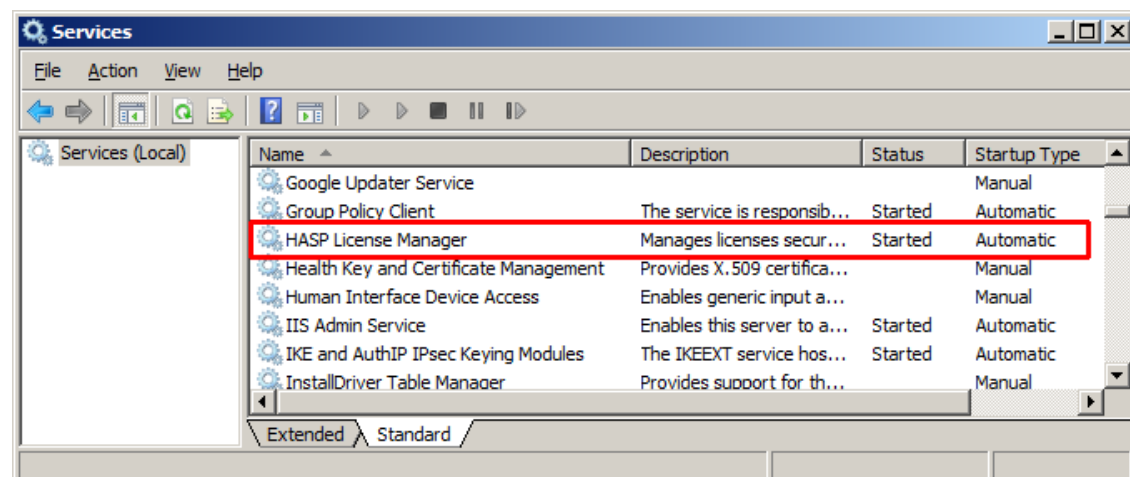 Services
File Action View Help
Services (Local)
Name Description Status Startup Type
Google Updater Service Manual
Group Policy Client The service is responsib... Started Automatic
HASP License Manager Manages licenses secur... Started Automatic
Health Key and Certificate Management Provides X.509 certifica... Manual
Human Interface Device Access Enables generic input a... Manual
IIS Admin Service Enables this server to a... Started Automatic
IKE and AuthIP IPsec Keying Modules The IKEEXT service hos... Started Automatic
InstallDriver Table Manager Provides support for th... Manual
Extended Standard